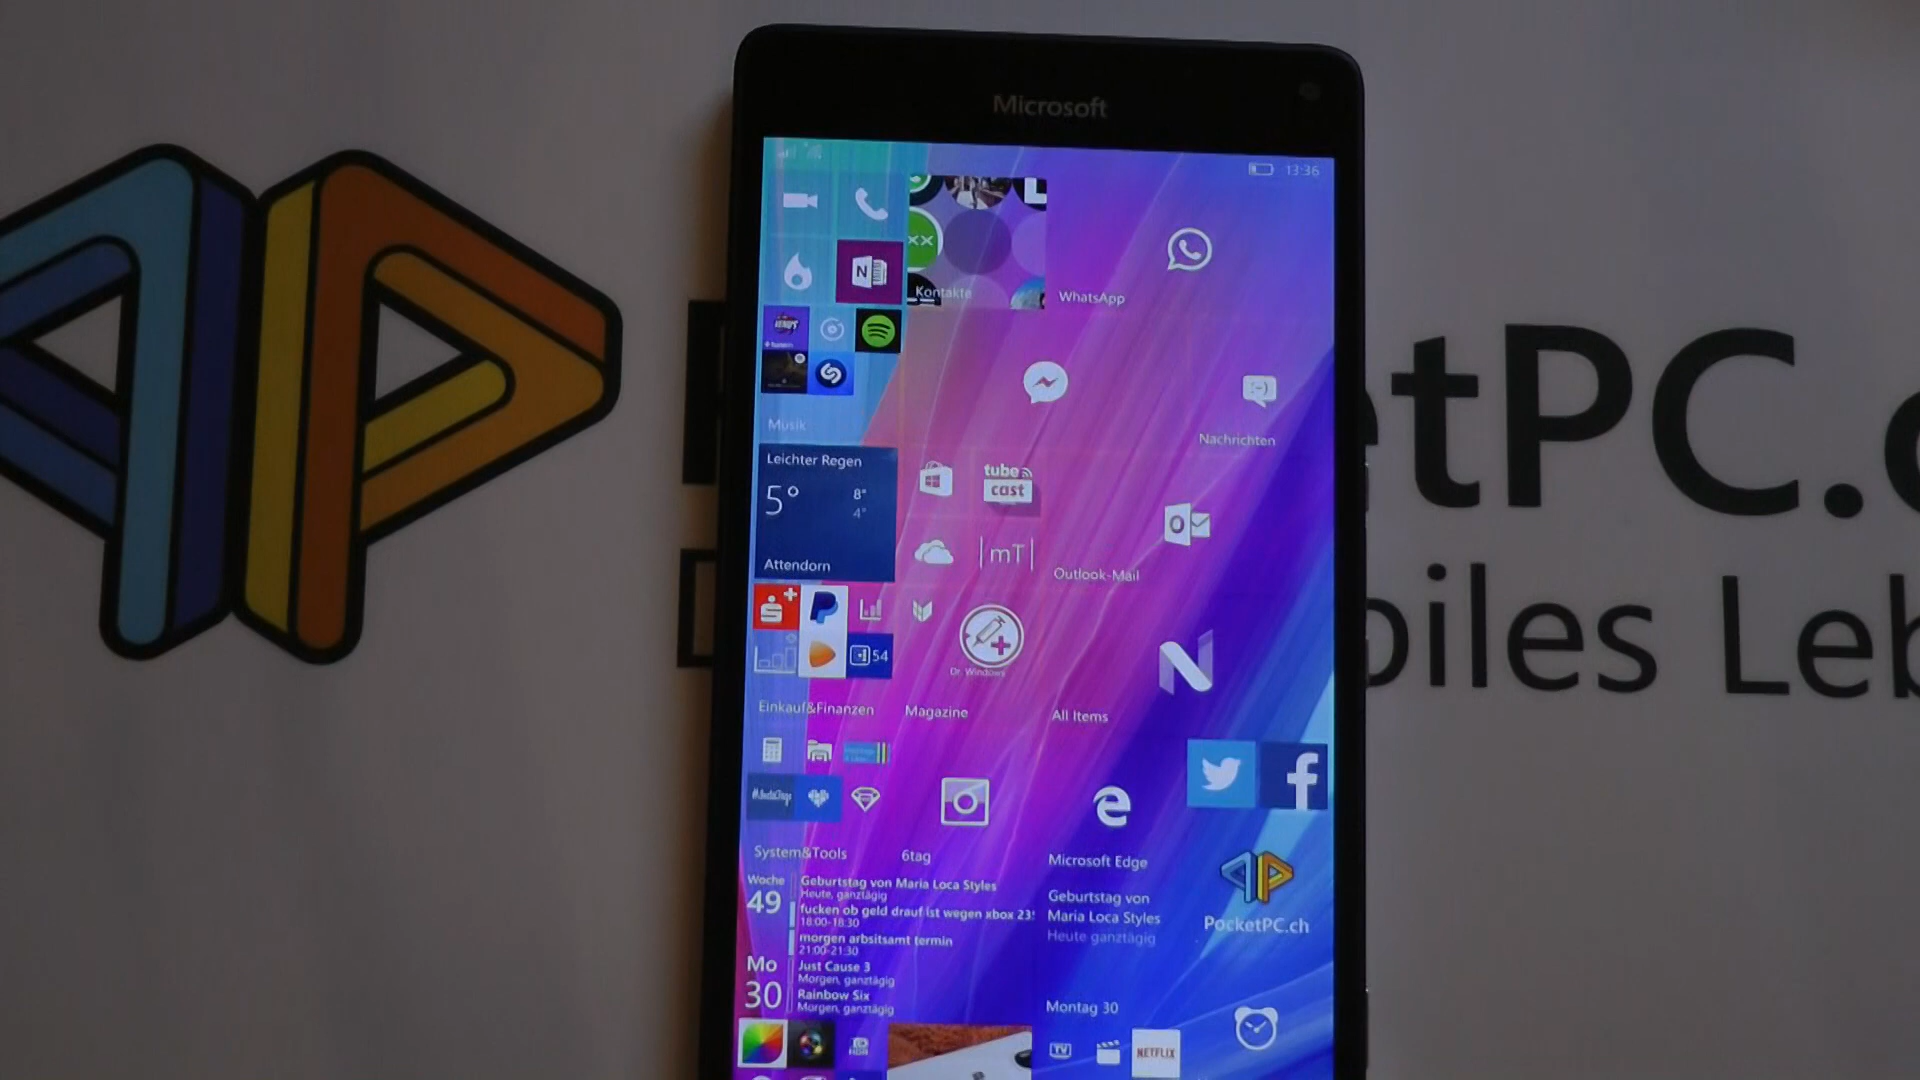 Microsoft
13:36
Kontakte
WhatsApp
Musik
Nachrichten
Leichter Regen
5°
8°
4°
Attendorn
tube
cast
|mT|
Outlook-Mail
54
Dr. Windows
Einkauf&Finanzen
Magazine
All Items
System&Tools
6tag
Microsoft Edge
Woche
49
Mo
30
Geburtstag von Maria Loca Styles
Heute, ganztägig
fucken ob geld drauf ist wegen xbox 23
18:00-18:30
morgen arbsitsamt termin
21:00-21:30
Just Cause 3
Morgen, ganztägig
Rainbow Six
Morgen, ganztägig
Geburtstag von
Maria Loca Styles
Heute ganztägig
Montag 30
PocketPC.ch
TV
NETFLIX
HDR
tPC.
biles Leb